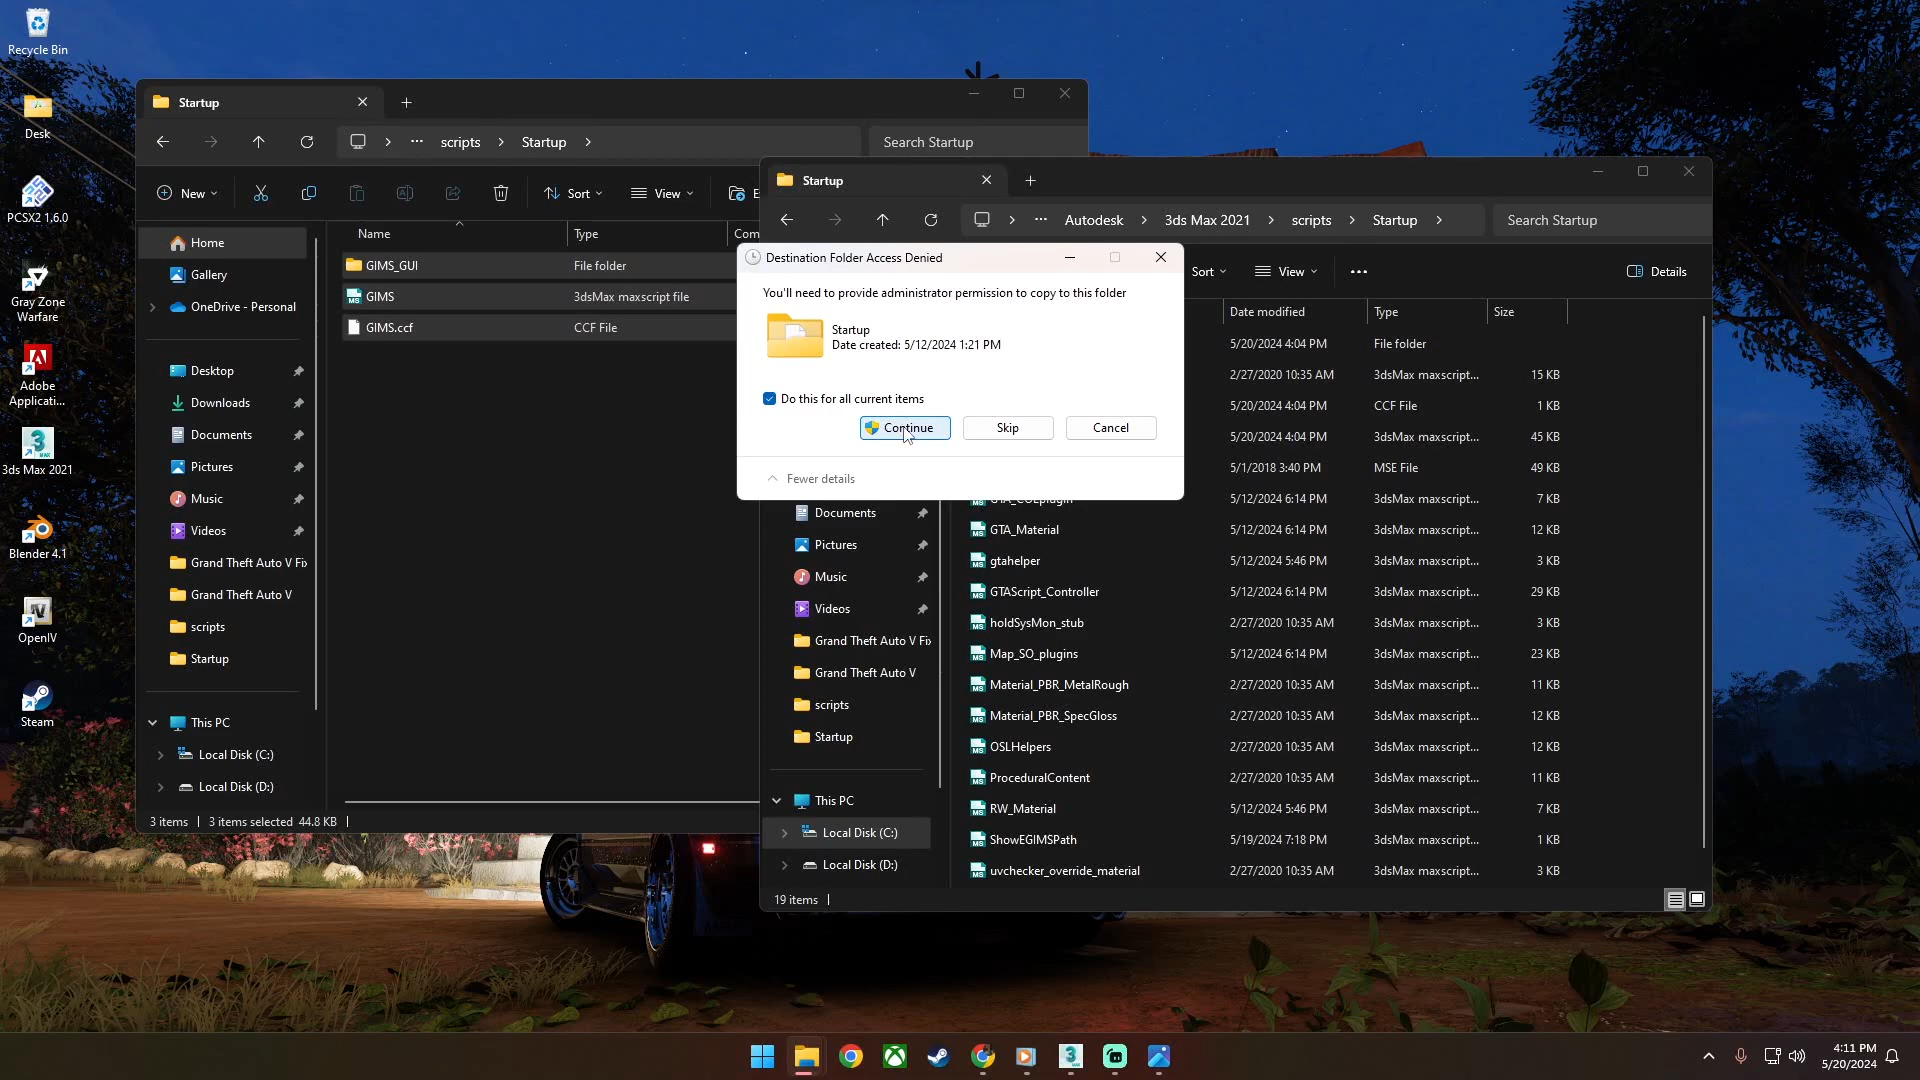 Recycle Bin
Desk
PCSX2 1.6.0
Gray Zone
Warfare
Adobe
Applicati...
3ds Max 2021
Blender 4.1
OpenIV
Steam
Startup
scripts
Startup
Search Startup
New
Sort
View
Name
Type
Com
Home
Gallery
OneDrive - Personal
Desktop
Downloads
Documents
Pictures
Music
Videos
Grand Theft Auto V Fix
Grand Theft Auto V
scripts
Startup
This PC
Local Disk (C:)
Local Disk (D:)
GIMS_GUI File folder
GIMS 3dsMax maxscript file
GIMS.ccf CCF File
3 items 3 items selected 44.8 KB
Startup
Autodesk 3ds Max 2021 scripts Startup
Search Startup
Sort
View
Details
Destination Folder Access Denied
You'll need to provide administrator permission to copy to this folder
Startup
Date created: 5/12/2024 1:21 PM
Do this for all current items
Continue
Skip
Cancel
Fewer details
Date modified Type Size
5/20/2024 4:04 PM File folder
2/27/2020 10:35 AM 3dsMax maxscript... 15 KB
5/20/2024 4:04 PM CCF File 1 KB
5/20/2024 4:04 PM 3dsMax maxscript... 45 KB
5/1/2018 3:40 PM MSE File 49 KB
5/12/2024 6:14 PM 3dsMax maxscript... 7 KB
GTA_Material 5/12/2024 6:14 PM 3dsMax maxscript... 12 KB
gtahelper 5/12/2024 5:46 PM 3dsMax maxscript... 3 KB
GTAScript_Controller 5/12/2024 6:14 PM 3dsMax maxscript... 29 KB
holdSysMon_stub 2/27/2020 10:35 AM 3dsMax maxscript... 3 KB
Map_SO_plugins 5/12/2024 6:14 PM 3dsMax maxscript... 23 KB
Material_PBR_MetalRough 2/27/2020 10:35 AM 3dsMax maxscript... 11 KB
Material_PBR_SpecGloss 2/27/2020 10:35 AM 3dsMax maxscript... 12 KB
OSLHelpers 2/27/2020 10:35 AM 3dsMax maxscript... 12 KB
ProceduralContent 2/27/2020 10:35 AM 3dsMax maxscript... 11 KB
RW_Material 5/12/2024 5:46 PM 3dsMax maxscript... 7 KB
ShowEGIMSPath 5/19/2024 7:18 PM 3dsMax maxscript... 1 KB
uvchecker_override_material 2/27/2020 10:35 AM 3dsMax maxscript... 3 KB
Documents
Pictures
Music
Videos
Grand Theft Auto V Fix
Grand Theft Auto V
scripts
Startup
This PC
Local Disk (C:)
Local Disk (D:)
19 items
4:11 PM
5/20/2024